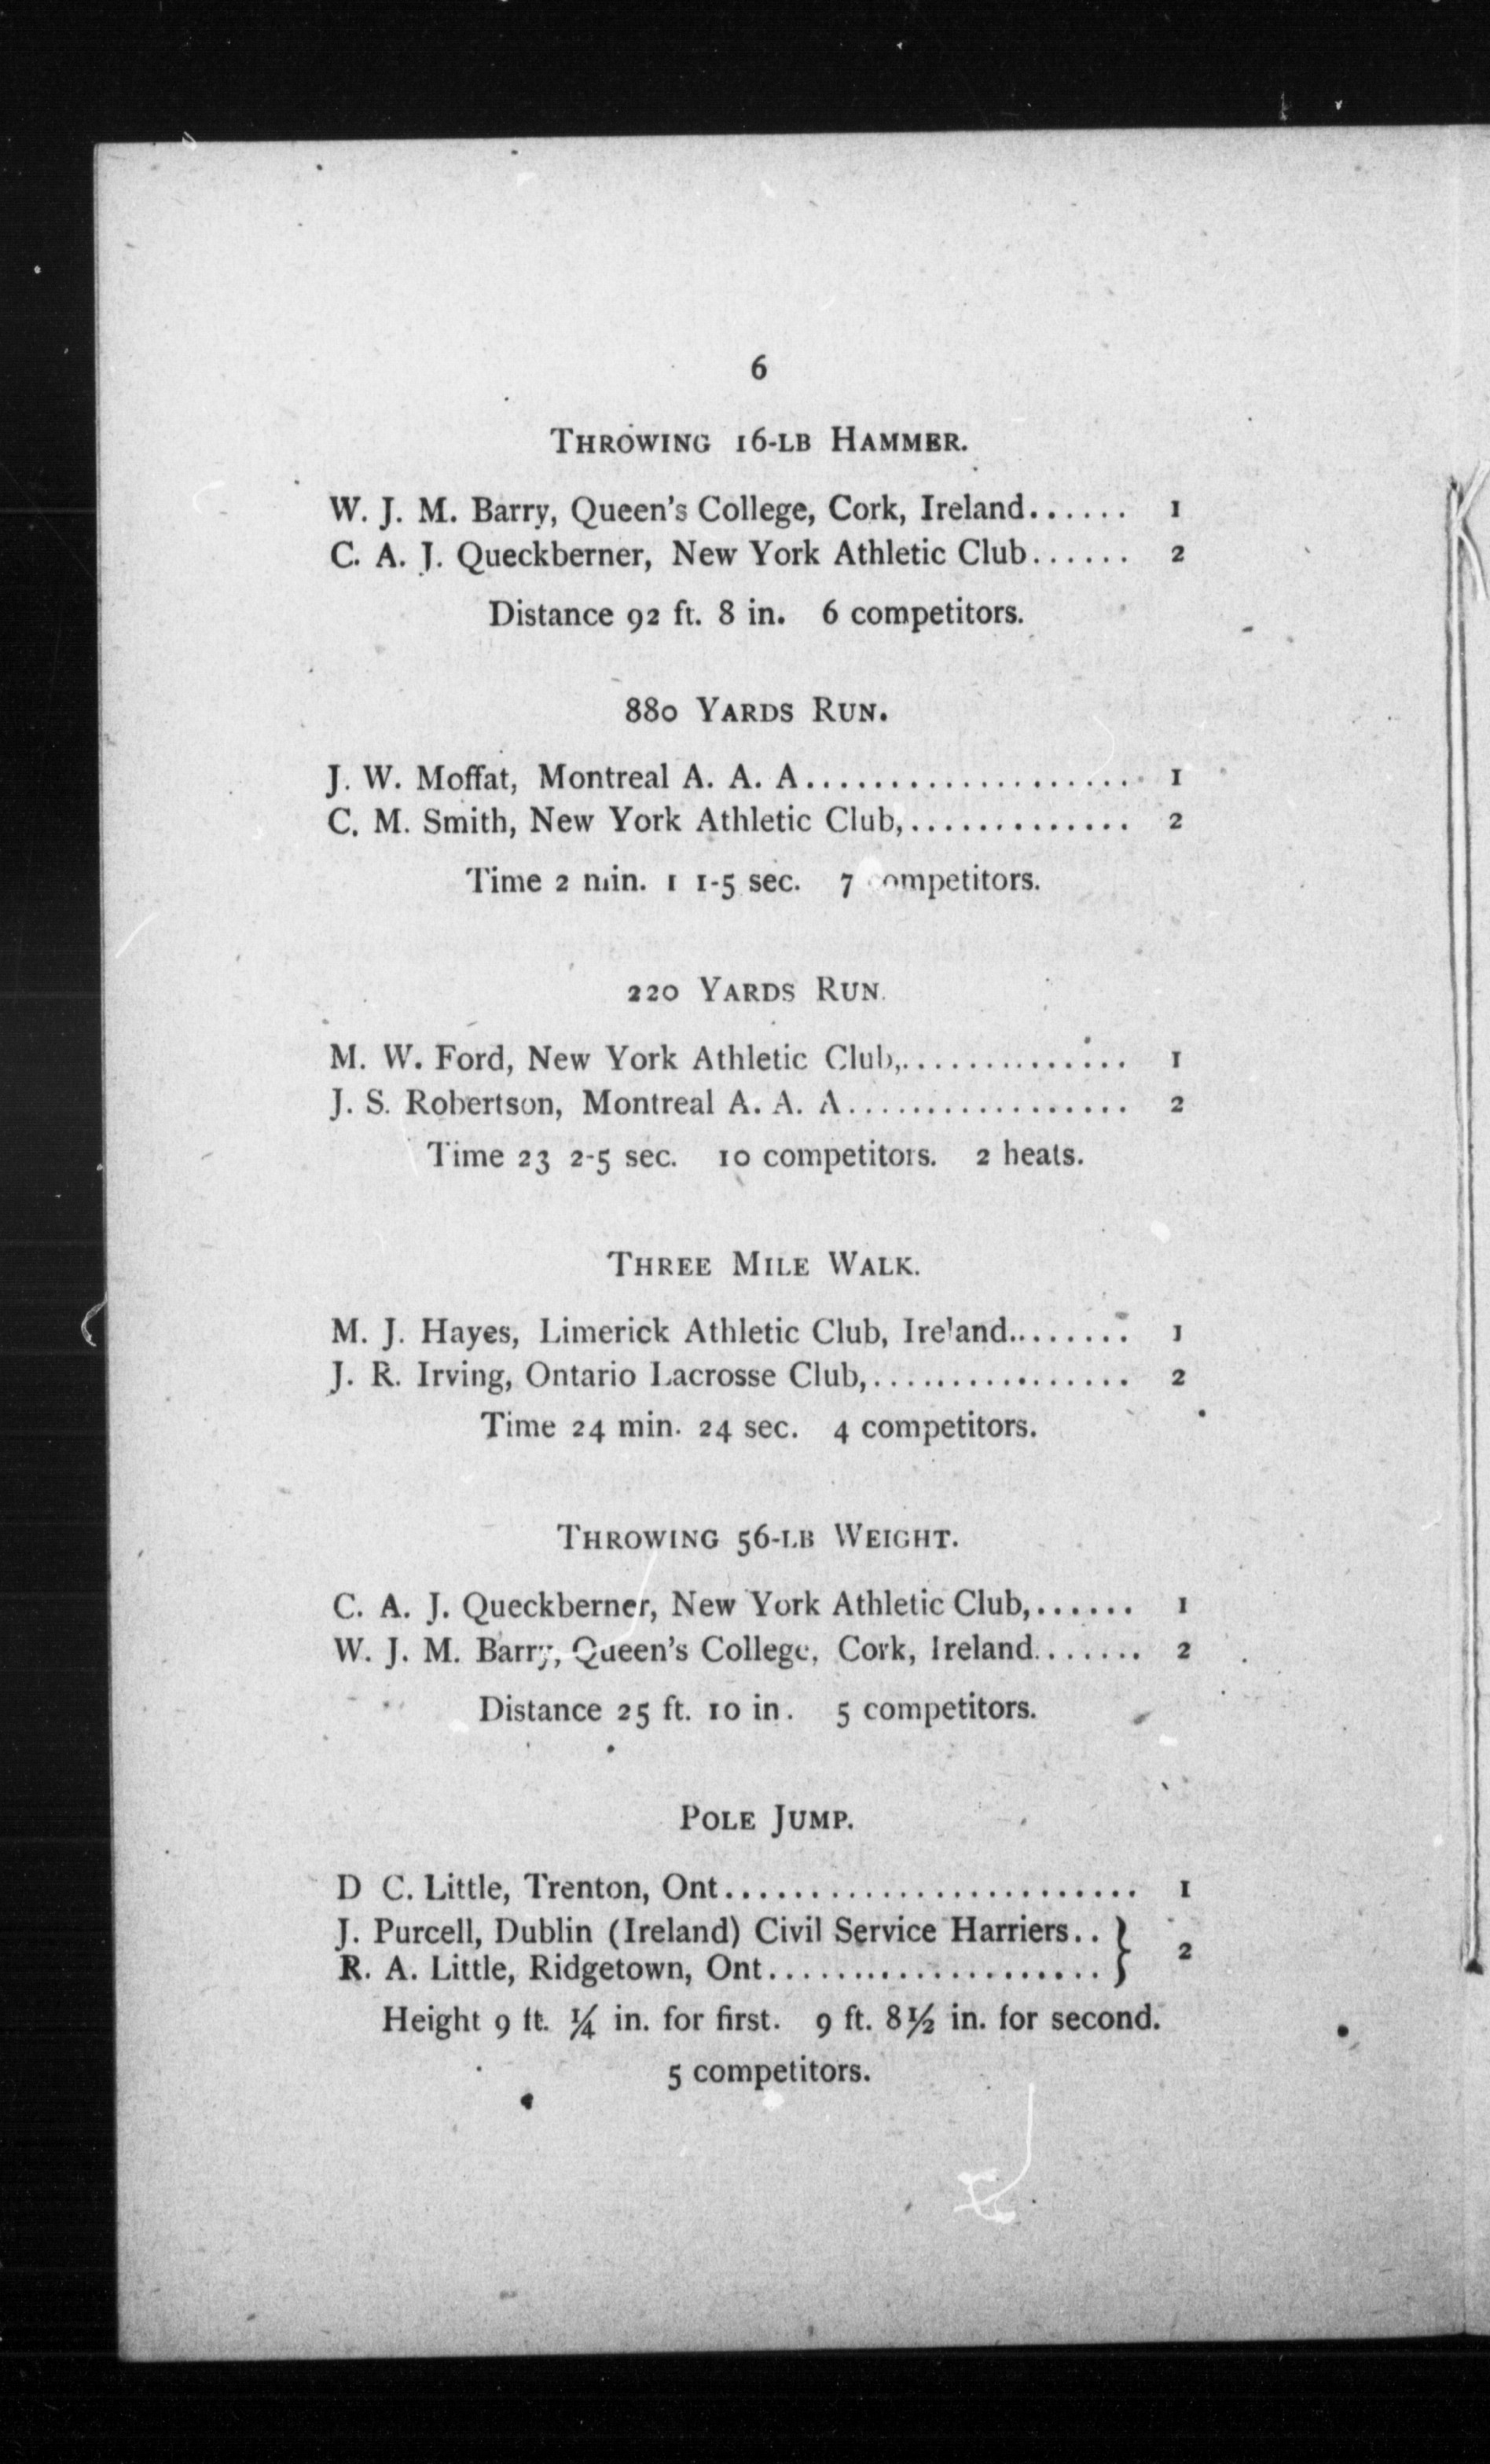 6
THROWING 16-LB HAMMER.
W. J. M. Barry, Queen's College, Cork, Ireland...... 1
C. A. J. Queckberner, New York Athletic Club...... 2
Distance 92 ft. 8 in. 6 competitors.
880 YARDS RUN.
J. W. Moffat, Montreal A. A. A...................... 1
C. M. Smith, New York Athletic Club,.............. 2
Time 2 min. 1 1-5 sec. 7 competitors.
220 YARDS RUN.
M. W. Ford, New York Athletic Club,.............. 1
J. S. Robertson, Montreal A. A. A.................. 2
Time 23 2-5 sec. 10 competitors. 2 heats.
THREE MILE WALK.
M. J. Hayes, Limerick Athletic Club, Ireland........ 1
J. R. Irving, Ontario Lacrosse Club,................ 2
Time 24 min. 24 sec. 4 competitors.
THROWING 56-LB WEIGHT.
C. A. J. Queckberner, New York Athletic Club,...... 1
W. J. M. Barry, Queen's College, Cork, Ireland....... 2
Distance 25 ft. 10 in. 5 competitors.
POLE JUMP.
D C. Little, Trenton, Ont.......................... 1
J. Purcell, Dublin (Ireland) Civil Service Harriers.. } 2
R. A. Little, Ridgetown, Ont.....................
Height 9 ft. ¼ in. for first. 9 ft. 8½ in. for second.
5 competitors.